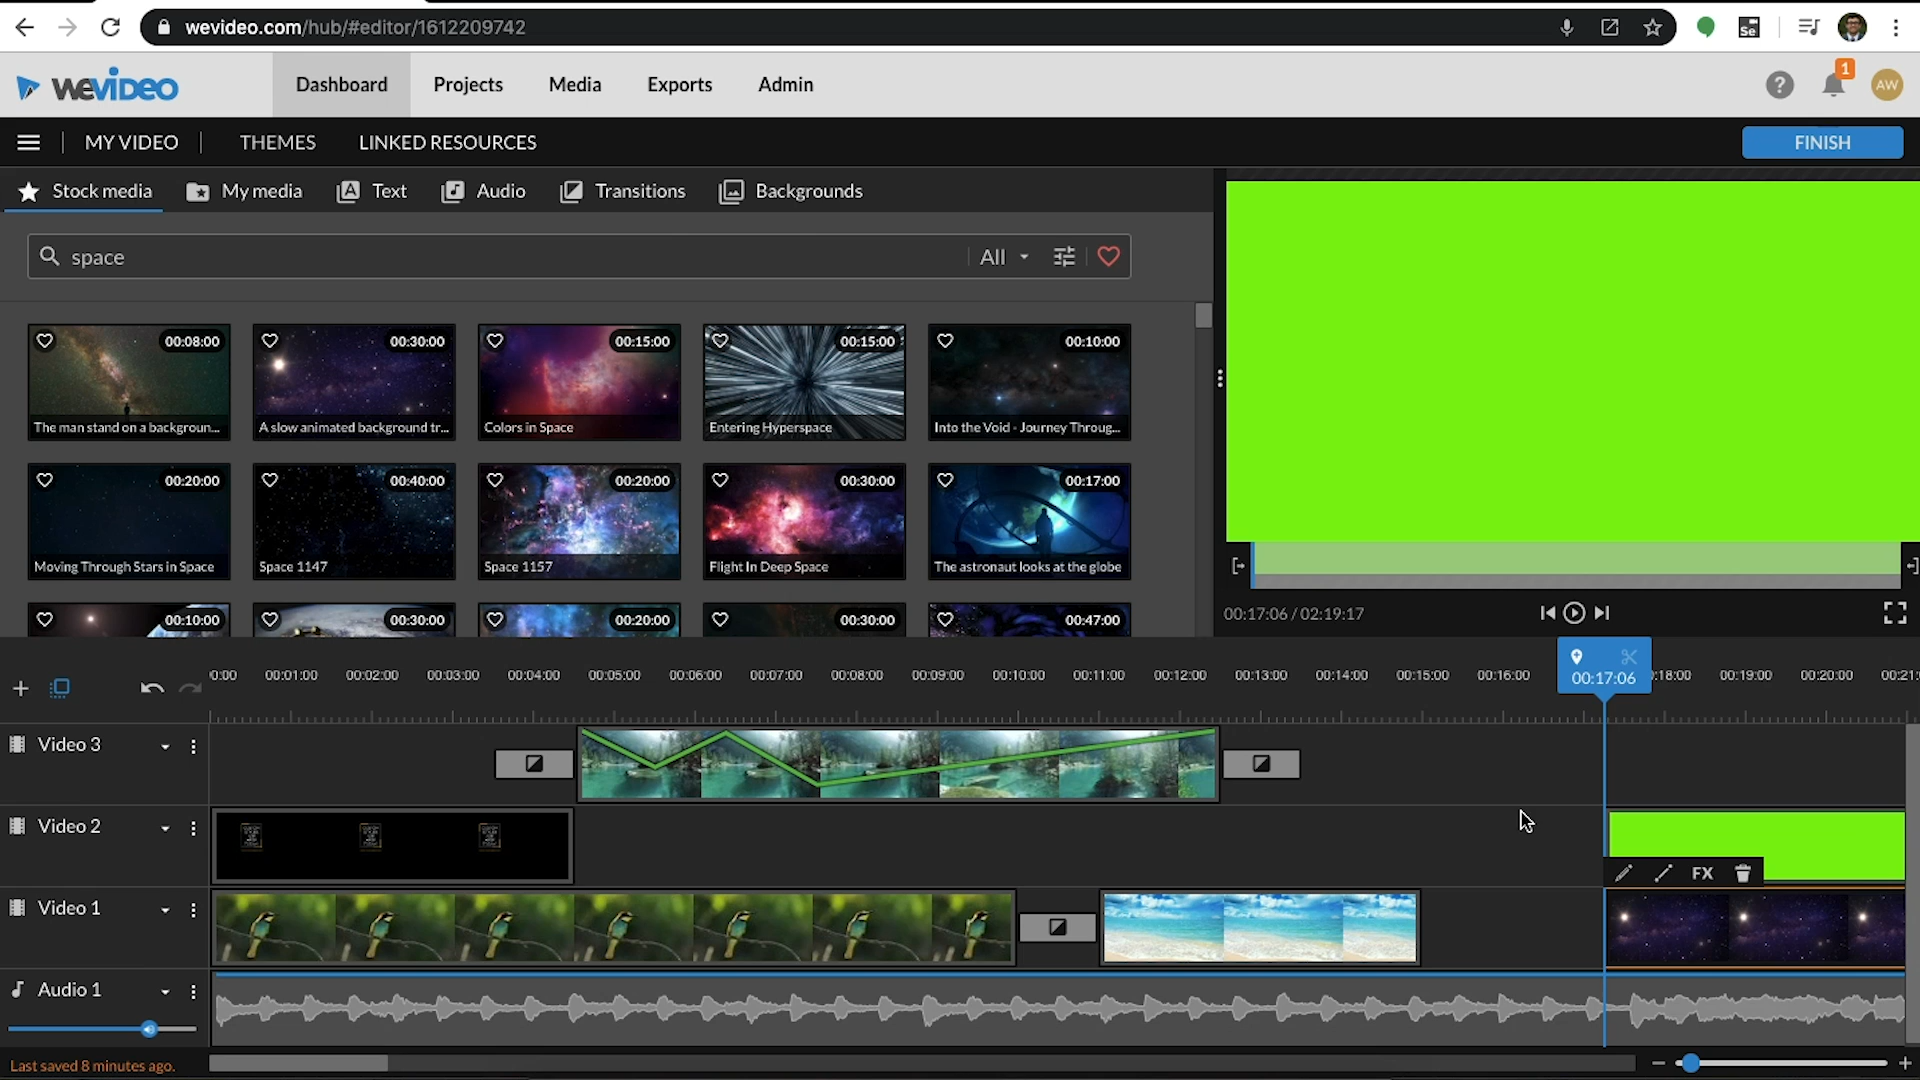 wevideo.com/hub/#editor/1612209742
Se
WEVIDEO
Dashboard
Projects
Media
Exports
Admin
?
1
AW
MY VIDEO
THEMES
LINKED RESOURCES
FINISH
Stock media
My media
Text
Audio
Transitions
Backgrounds
space
All
00:08:00
00:30:00
00:15:00
00:15:00
00:10:00
The man stand on a backgroun...
A slow animated background tr...
Colors in Space
Entering Hyperspace
Into the Void - Journey Throug...
00:20:00
00:40:00
00:20:00
00:30:00
00:17:00
Moving Through Stars in Space
Space 1147
Space 1157
Flight In Deep Space
The astronaut looks at the globe
00:10:00
00:30:00
00:20:00
00:30:00
00:47:00
00:17:06 / 02:19:17
0:00
00:01:00
00:02:00
00:03:00
00:04:00
00:05:00
00:06:00
00:07:00
00:08:00
00:09:00
00:10:00
00:11:00
00:12:00
00:13:00
00:14:00
00:15:00
00:16:00
00:17:06
:18:00
00:19:00
00:20:00
00:21:
Video 3
Video 2
FX
Video 1
Audio 1
Last saved 8 minutes ago.